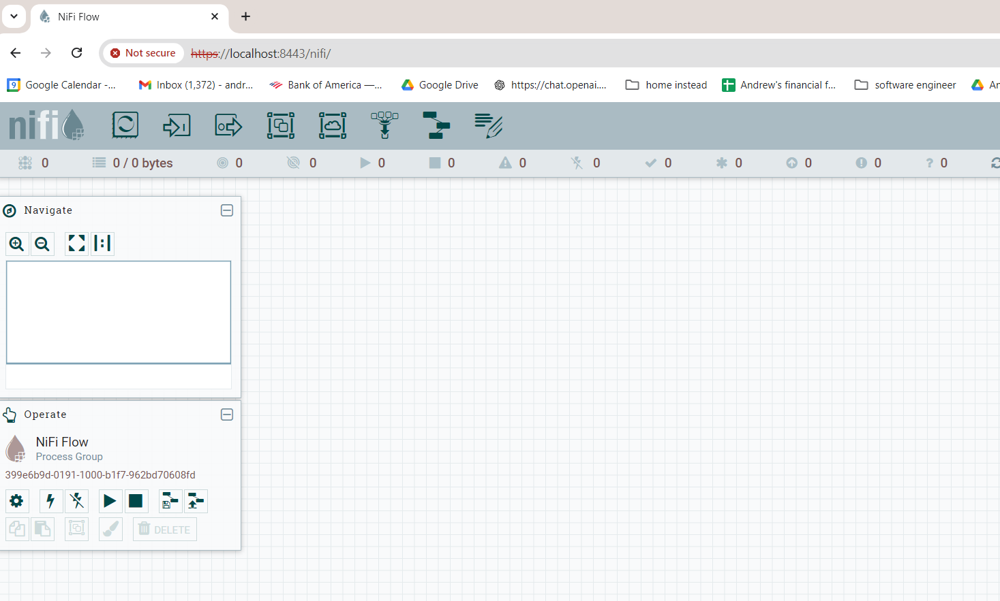 NiFi Flow
Not secure https://localhost:8443/nifi/
9 Google Calendar -... Inbox (1,372) - andr... Bank of America —... Google Drive https://chat.openai.... home instead Andrew's financial f... software engineer An
nifi
0 0 / 0 bytes 0 0 0 0 0 0 0 0 0 0 ? 0
Navigate
Operate
NiFi Flow
Process Group
399e6b9d-0191-1000-b1f7-962bd70608fd
DELETE